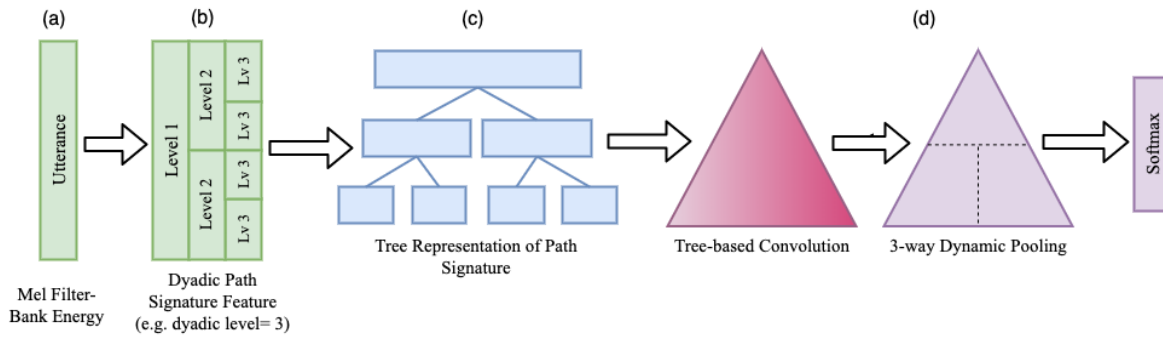 (a)
(b)
(c)
(d)
Utterance
Level 1
Level 2
Level 2
Lv 3
Lv 3
Lv 3
Lv 3
Softmax
Tree Representation of Path
Signature
Tree-based Convolution
3-way Dynamic Pooling
Mel Filter-
Bank Energy
Dyadic Path
Signature Feature
(e.g. dyadic level= 3)